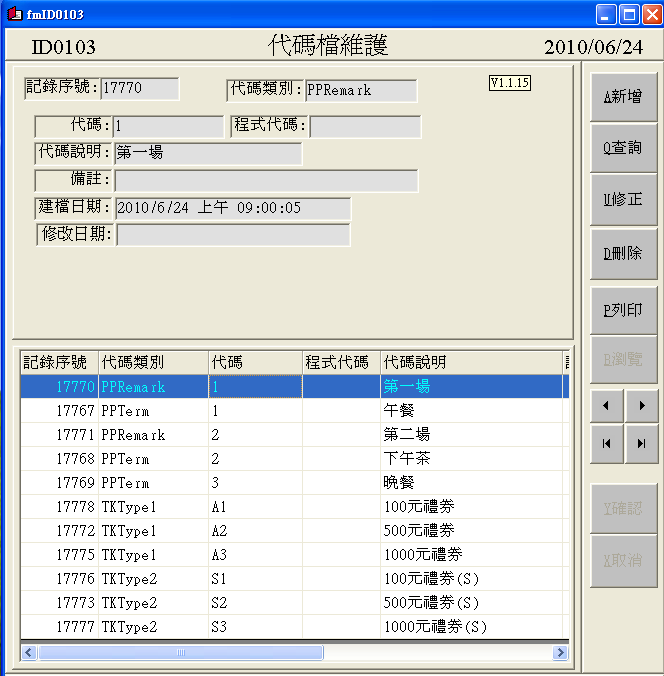 fmID0103
ID0103 代碼檔維護 2010/06/24
記錄序號: 17770 代碼類別: PPRemark V1.1.15
代碼: 1 程式代碼:
代碼說明: 第一場
備註:
建檔日期: 2010/6/24 上午 09:00:05
修改日期:
A新增
Q查詢
U修正
D刪除
P列印
B瀏覽
Y確認
X取消
記錄序號 代碼類別 代碼 程式代碼 代碼說明
17770 PPRemark 1 第一場
17767 PPTerm 1 午餐
17771 PPRemark 2 第二場
17768 PPTerm 2 下午茶
17769 PPTerm 3 晚餐
17778 TKType1 A1 100元禮券
17772 TKType1 A2 500元禮券
17775 TKType1 A3 1000元禮券
17776 TKType2 S1 100元禮券(S)
17773 TKType2 S2 500元禮券(S)
17777 TKType2 S3 1000元禮券(S)